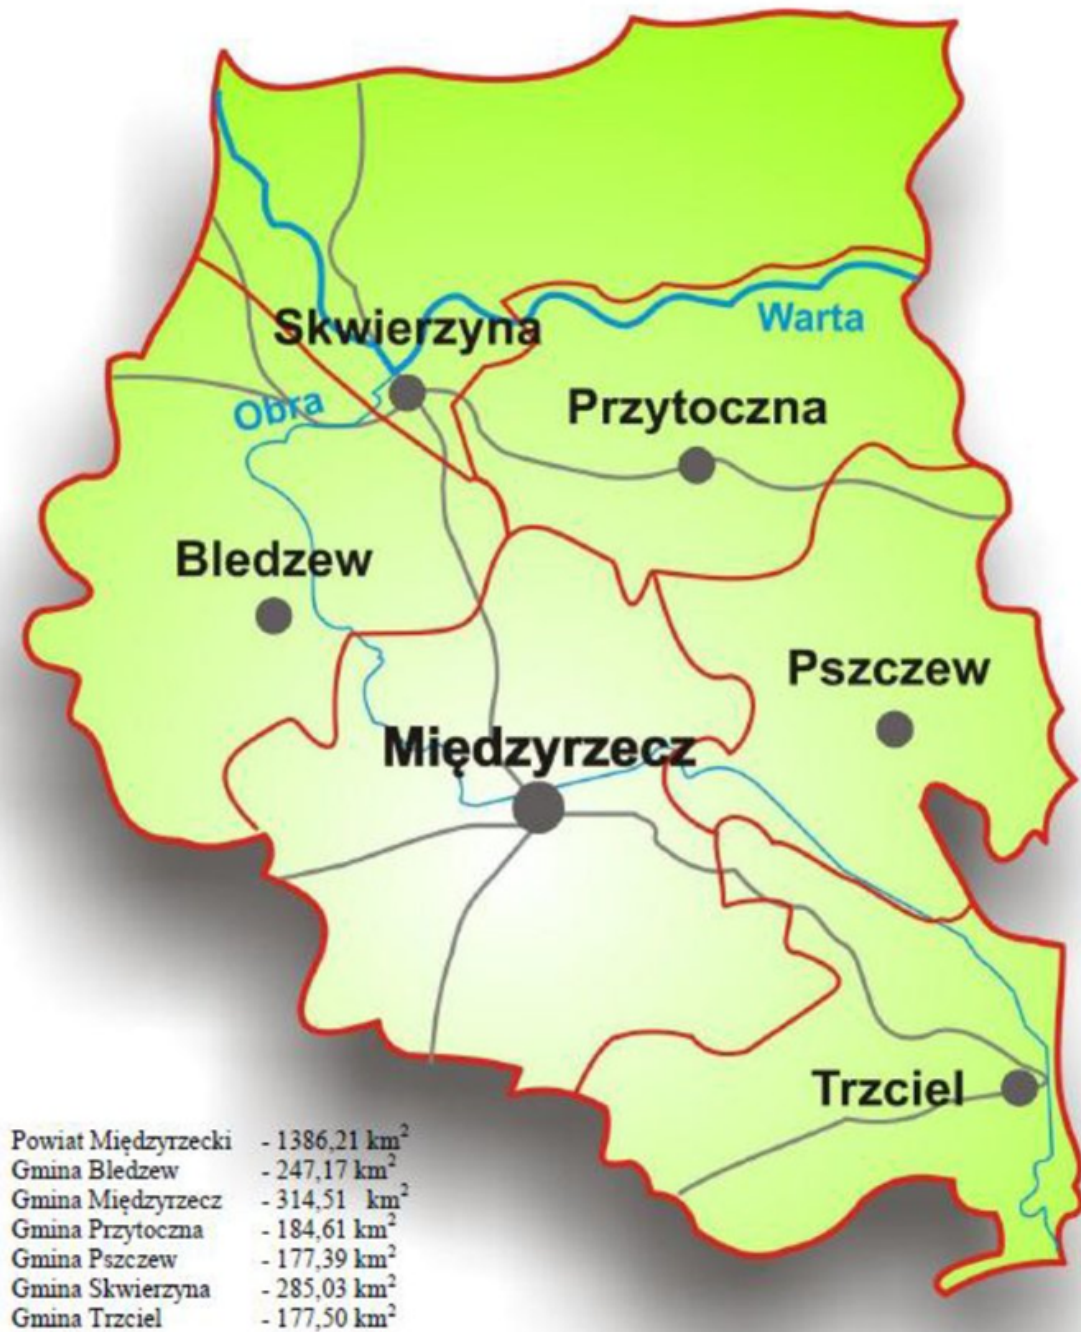 Skwierzyna
Warta
Obra
Przytoczna
Bledzew
Pszczew
Międzyrzecz
Trzciel
Powiat Międzyrzecki - 1386,21 km²
Gmina Bledzew - 247,17 km²
Gmina Międzyrzecz - 314,51 km²
Gmina Przytoczna - 184,61 km²
Gmina Pszczew - 177,39 km²
Gmina Skwierzyna - 285,03 km²
Gmina Trzciel - 177,50 km²